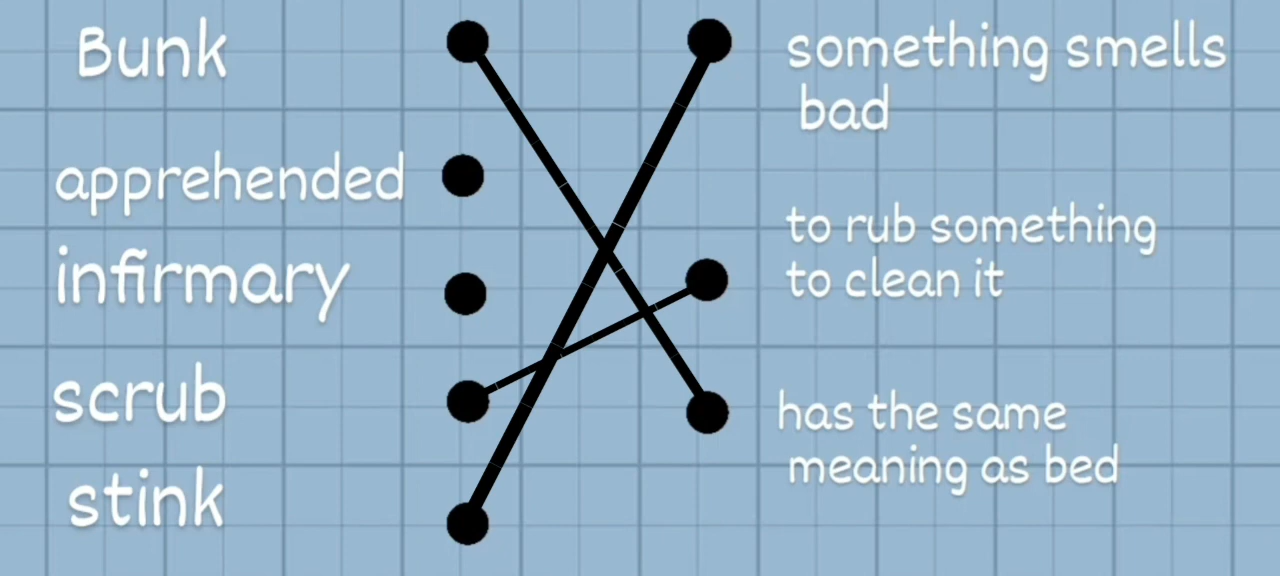 Bunk
apprehended
infirmary
scrub
stink
something smells
bad
to rub something
to clean it
has the same
meaning as bed